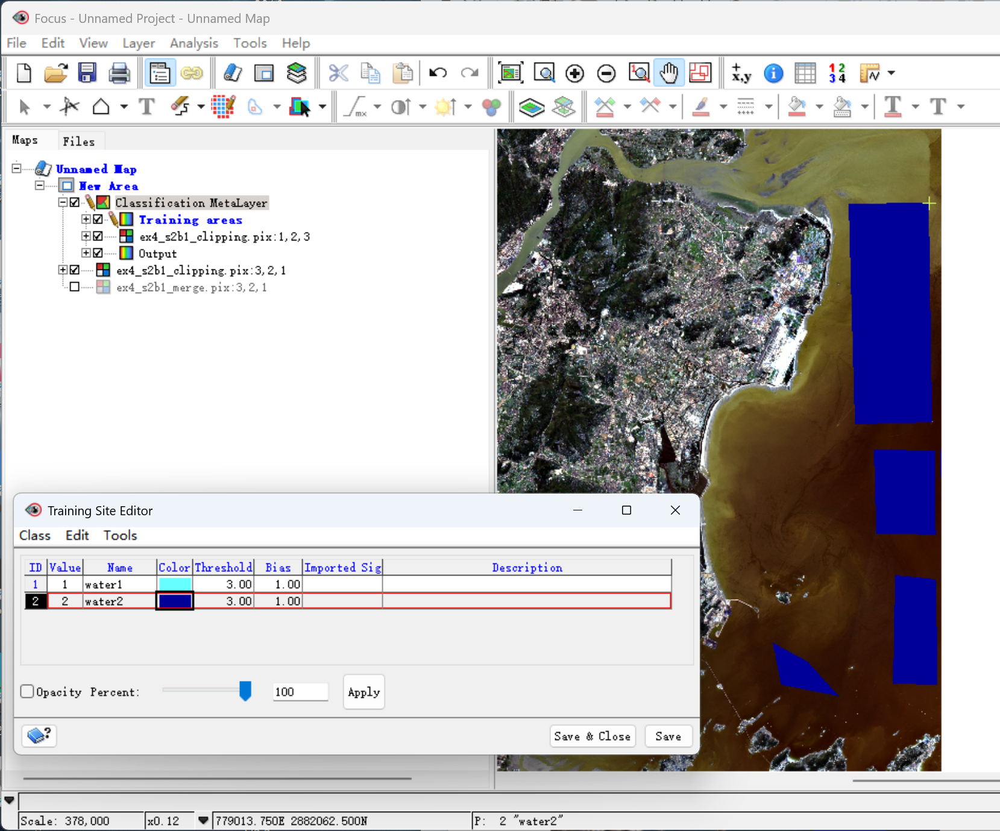 Focus - Unnamed Project - Unnamed Map
File Edit View Layer Analysis Tools Help
Maps Files
Unnamed Map
New Area
Classification MetaLayer
Training areas
ex4_s2b1_clipping.pix:1,2,3
Output
ex4_s2b1_clipping.pix:3,2,1
ex4_s2b1_merge.pix:3,2,1
Training Site Editor
Class Edit Tools
ID Value Name Color Threshold Bias Imported Sig Description
1 1 water1 3.00 1.00
2 2 water2 3.00 1.00
Opacity Percent: 100 Apply
Save & Close Save
Scale: 378,000 x0.12 779013.750E 2882062.500N P: 2 "water2"